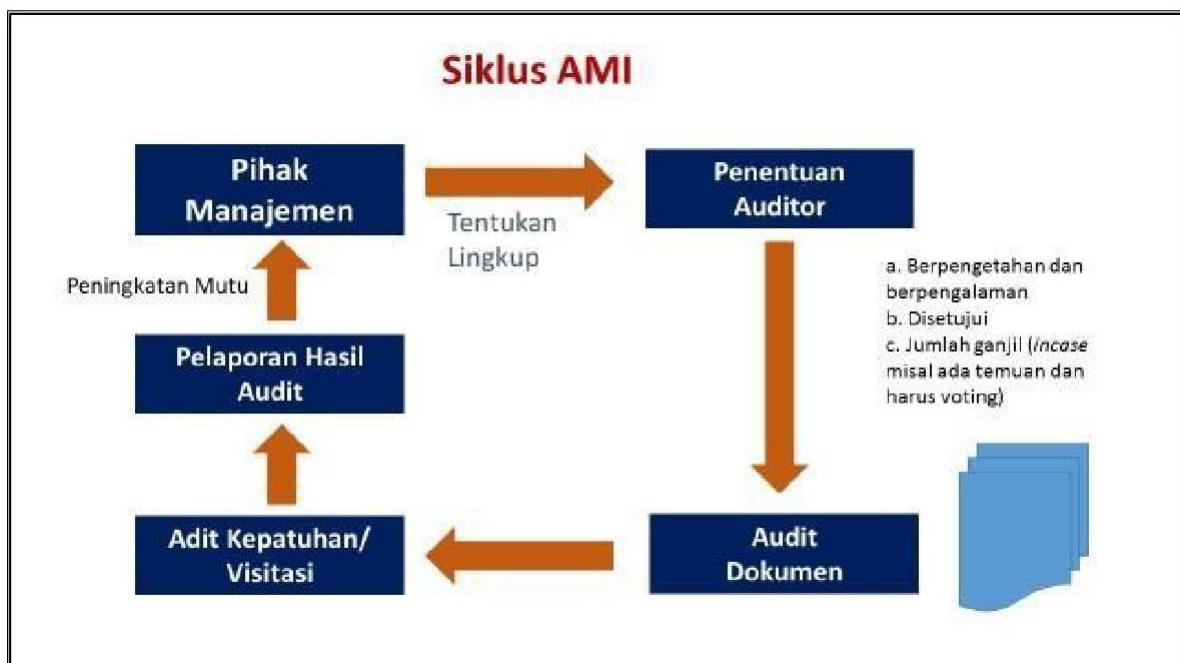 Siklus AMI
Pihak
Manajemen
Tentukan
Lingkup
Penentuan
Auditor
a. Berpengetahan dan
berpengalaman
b. Disetujui
c. Jumlah ganjil (incase
misal ada temuan dan
harus voting)
Audit
Dokumen
Adit Kepatuhan/
Visitasi
Pelaporan Hasil
Audit
Peningkatan Mutu